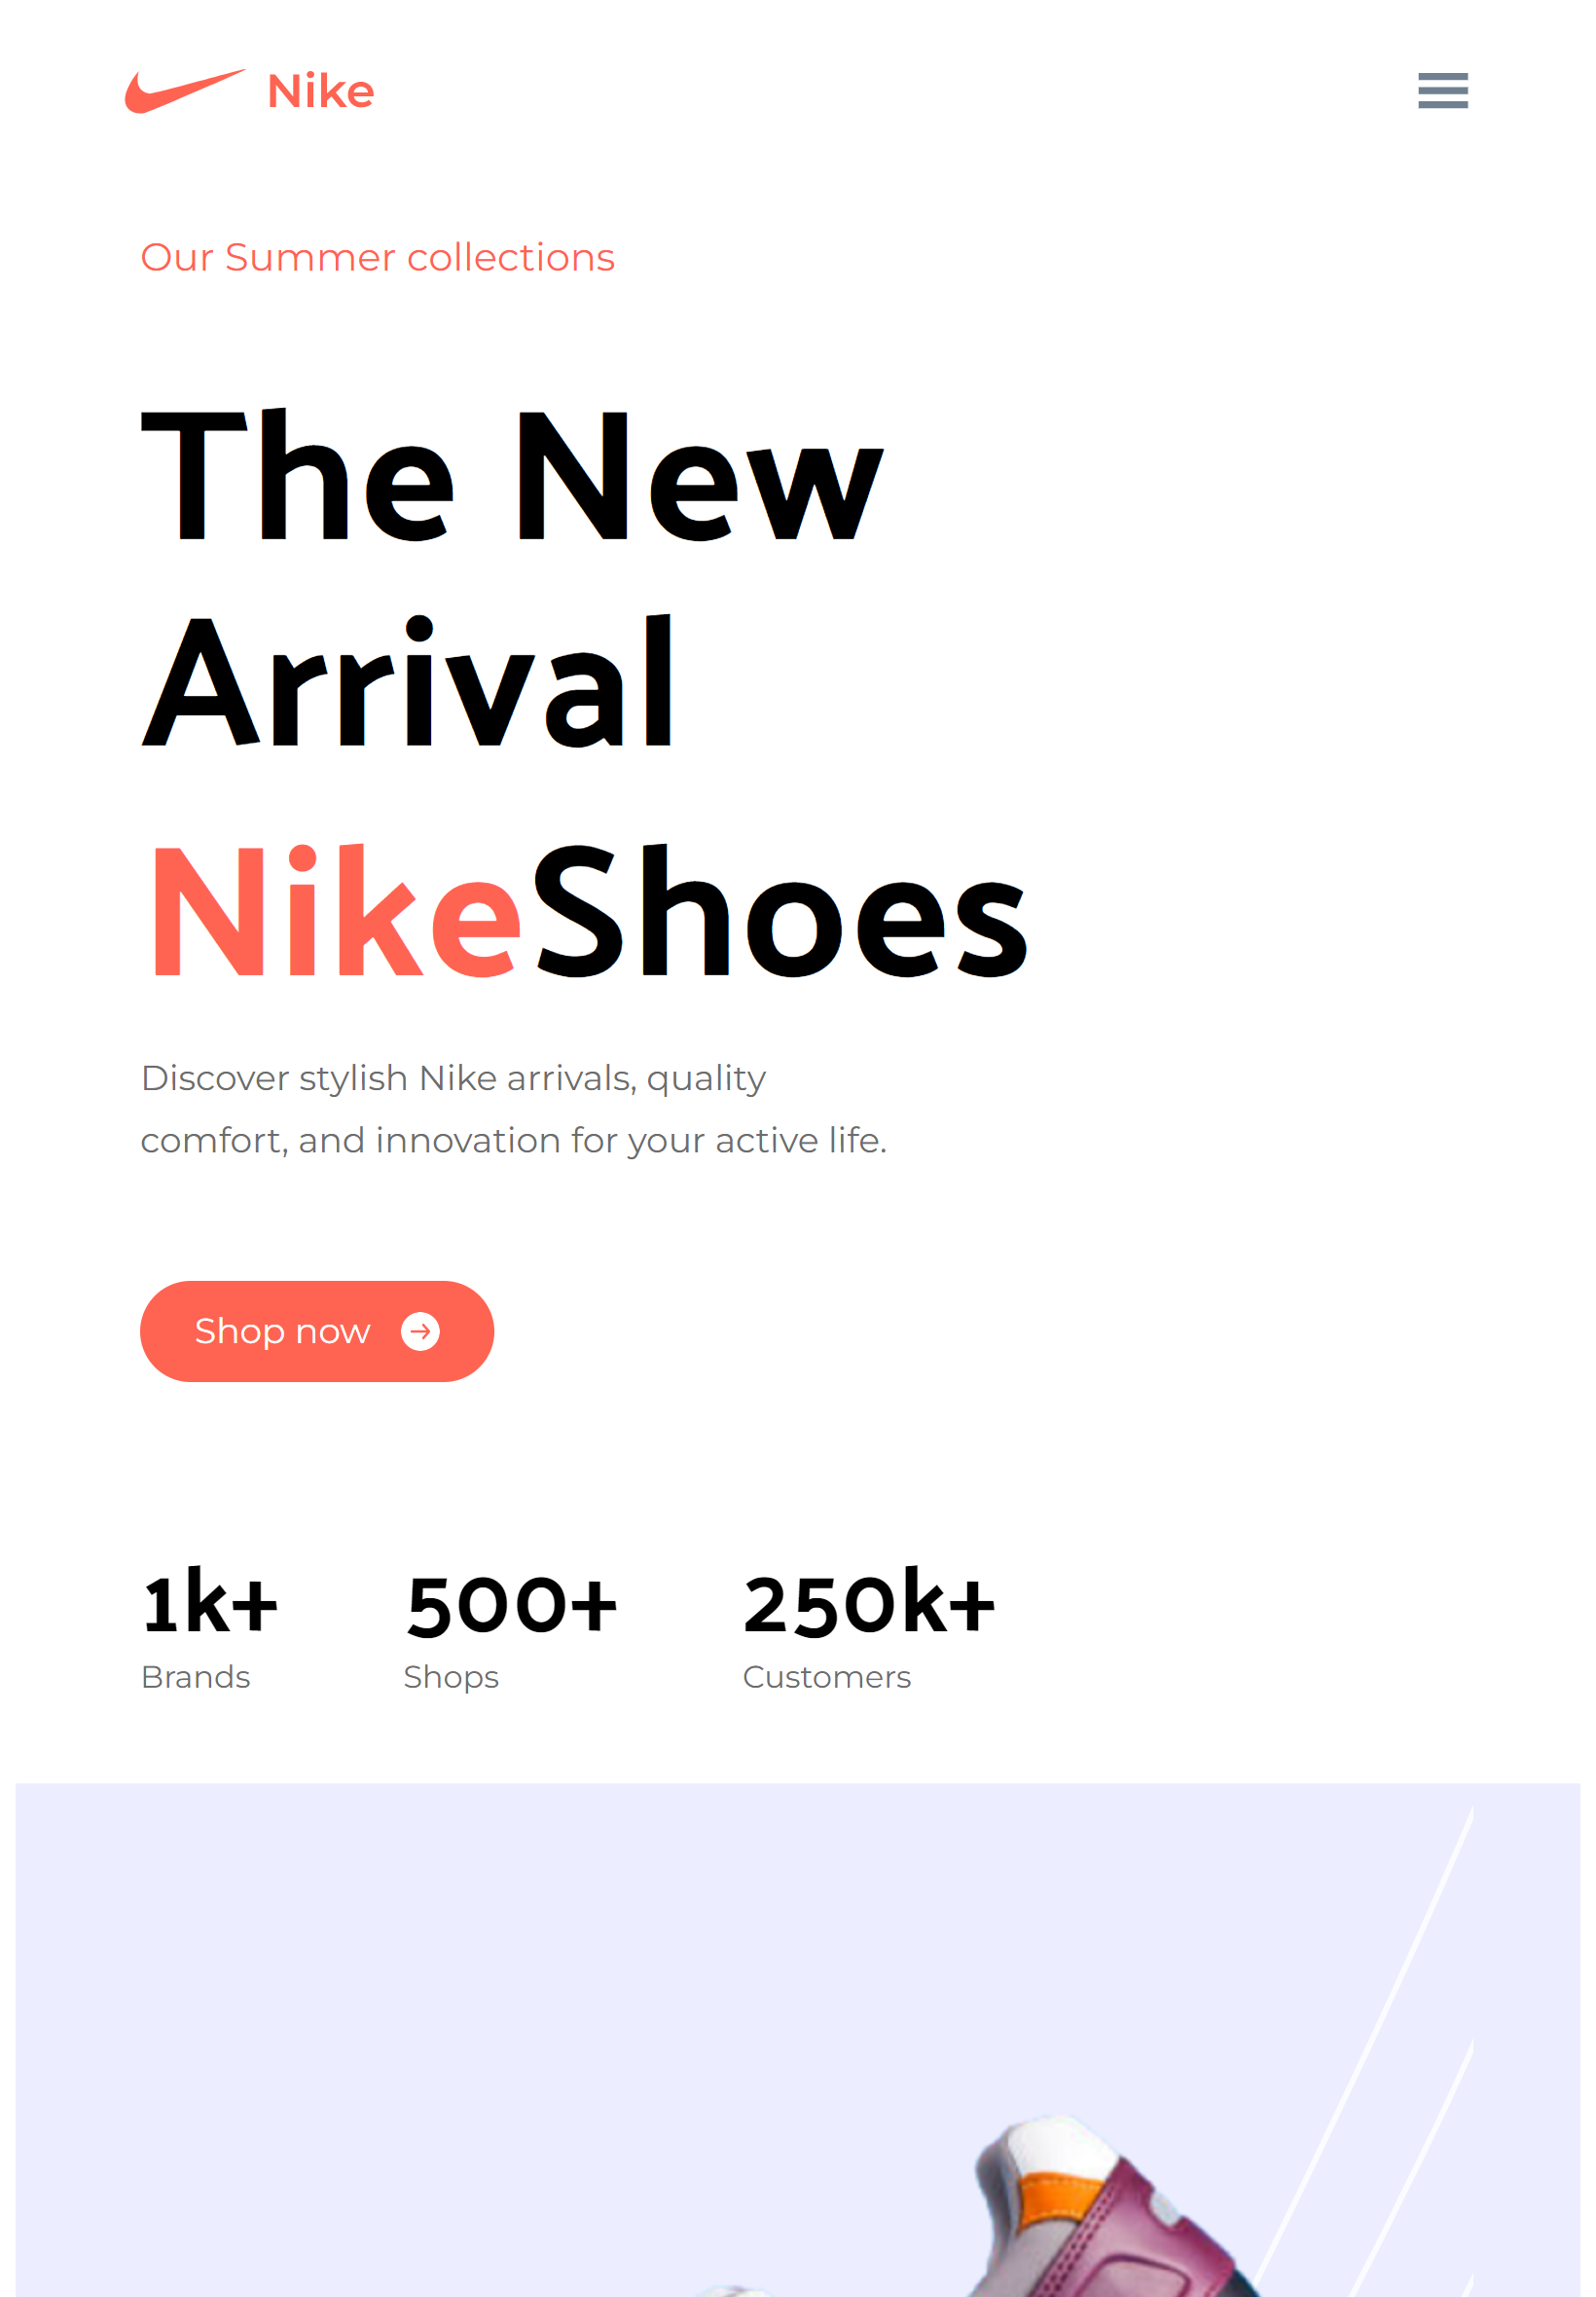 Nike
Our Summer collections
The New
Arrival
NikeShoes
Discover stylish Nike arrivals, quality
comfort, and innovation for your active life.
Shop now
1k+ 500+ 250k+
Brands Shops Customers